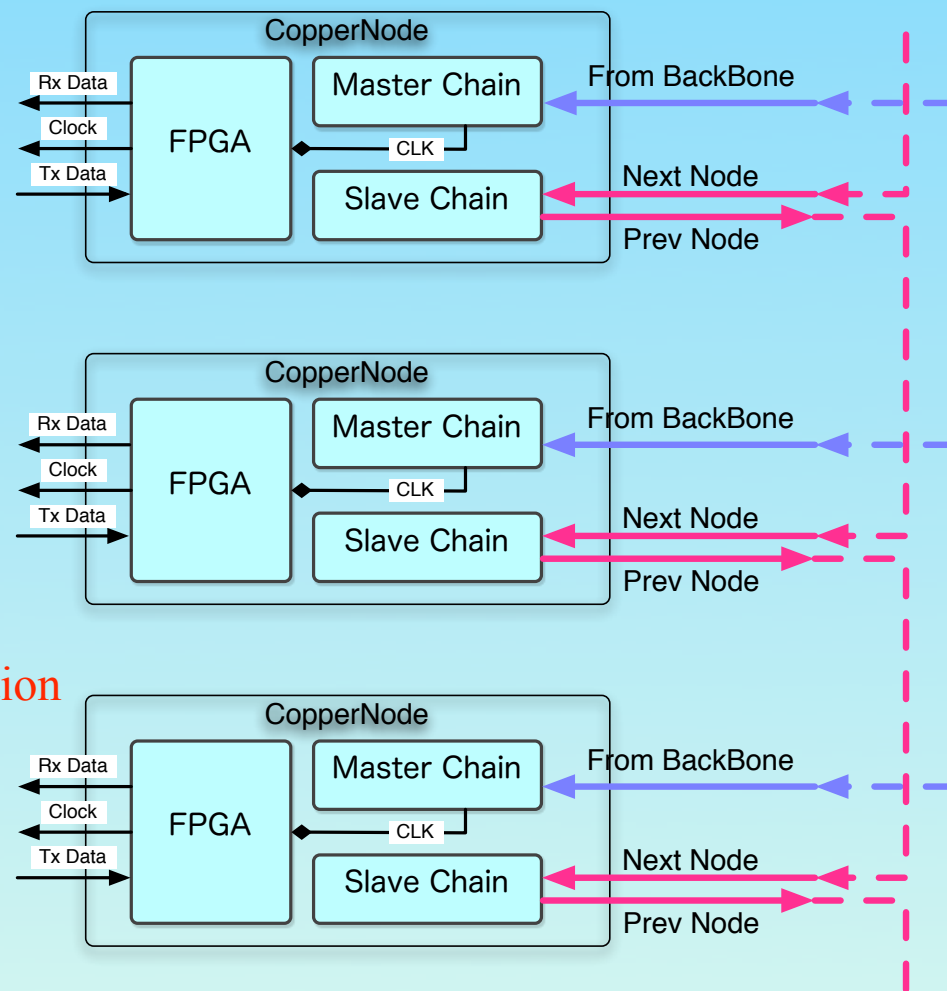 CopperNode
Rx Data
Master Chain
From BackBone
Clock
FPGA
CLK
Tx Data
Slave Chain
Next Node
Prev Node
CopperNode
Rx Data
Master Chain
From BackBone
Clock
FPGA
CLK
Tx Data
Slave Chain
Next Node
Prev Node
ion
CopperNode
Rx Data
Master Chain
From BackBone
Clock
FPGA
CLK
Tx Data
Slave Chain
Next Node
Prev Node